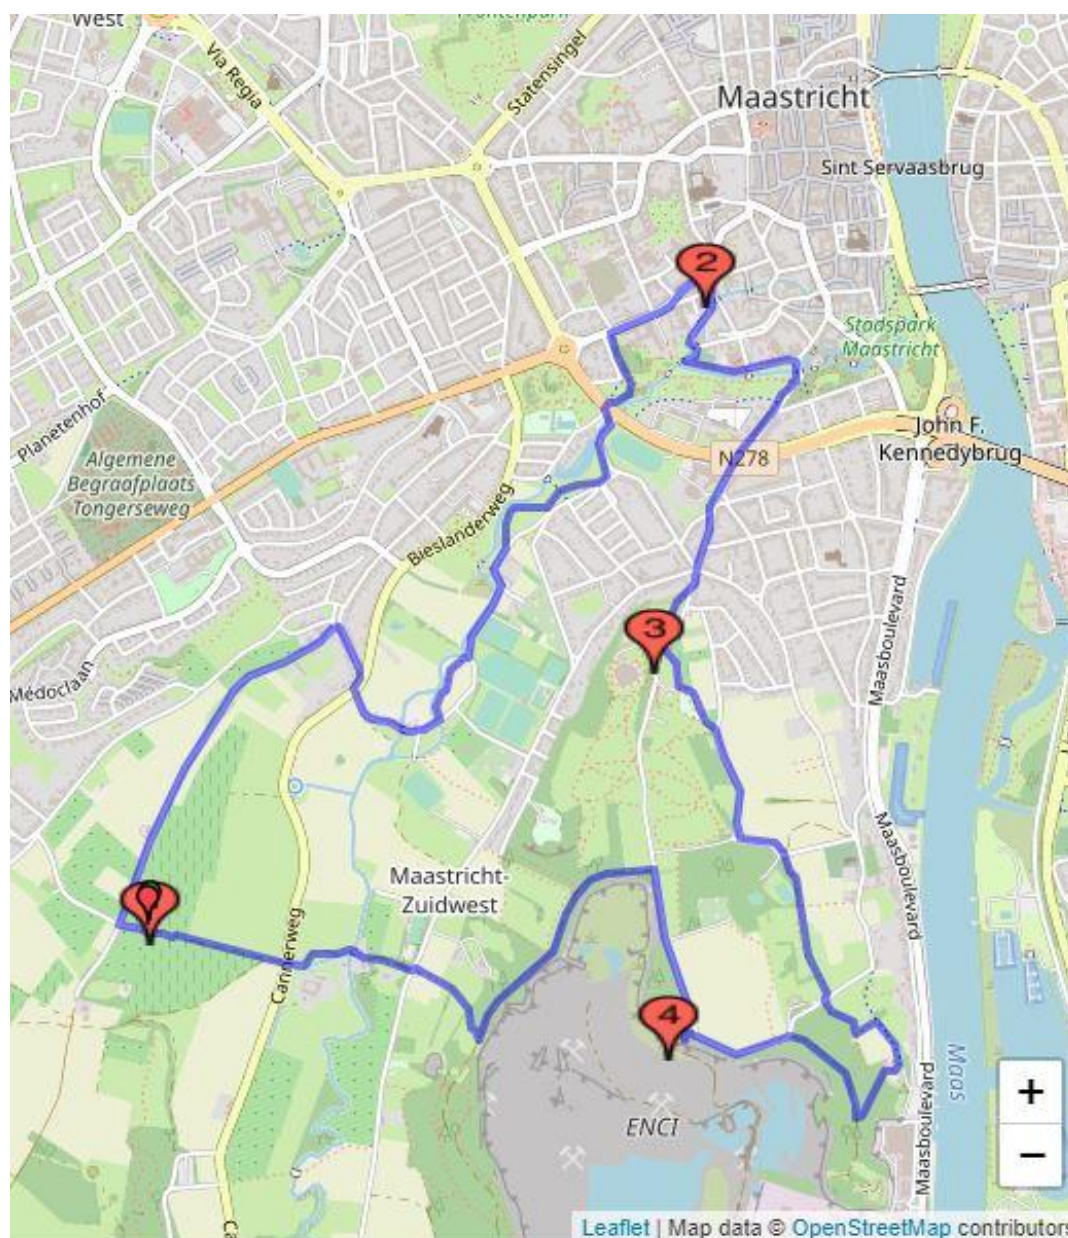 West
Via Regia
Statensingel
Maastricht
Sint Servaasbrug
2
Stadspark
Maastricht
Planetenhof
John F.
Kennedybrug
N278
Algemene
Begraafplaats
Tongerseweg
Bieslanderweg
3
Médoclaan
Maasboulevard
Maasboulevard
Maastricht-
Zuidwest
Cannerweg
4
ENCI
Maas
Maasboulevard
+
−
Leaflet | Map data © OpenStreetMap contributors